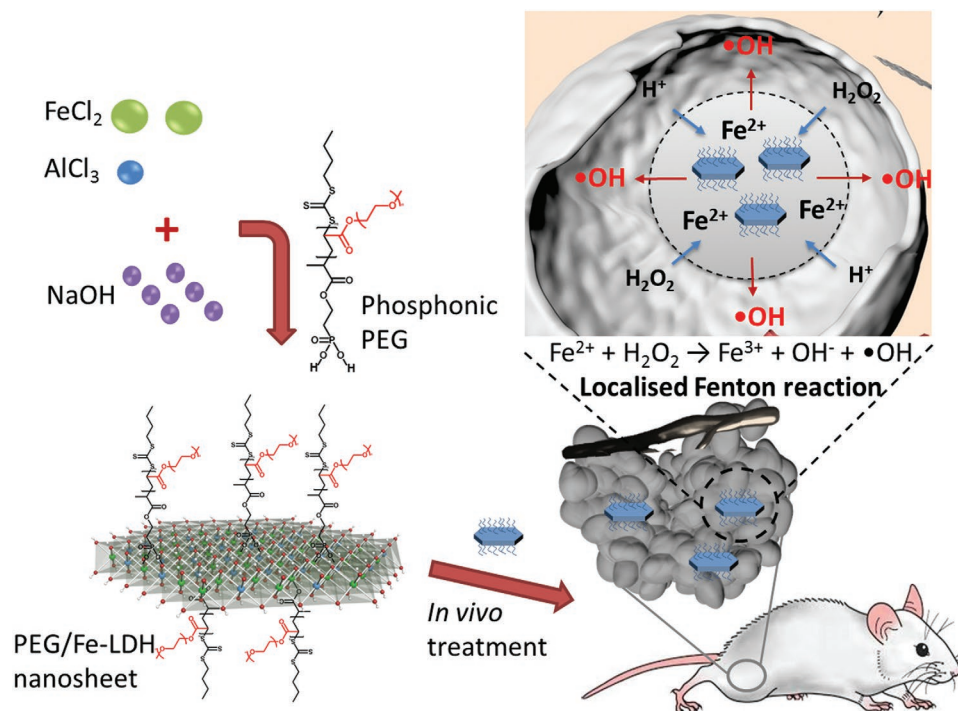 FeCl₂
AlCl₃
+
NaOH
Phosphonic
PEG
•OH
H⁺
H₂O₂
Fe²⁺
•OH
•OH
Fe²⁺
Fe²⁺
H₂O₂
H⁺
•OH
Fe²⁺ + H₂O₂ → Fe³⁺ + OH⁻ + •OH
Localised Fenton reaction
S
S
S
O
O
O
O
O
O
O
P
O
O
H
H
PEG/Fe-LDH
nanosheet
In vivo
treatment